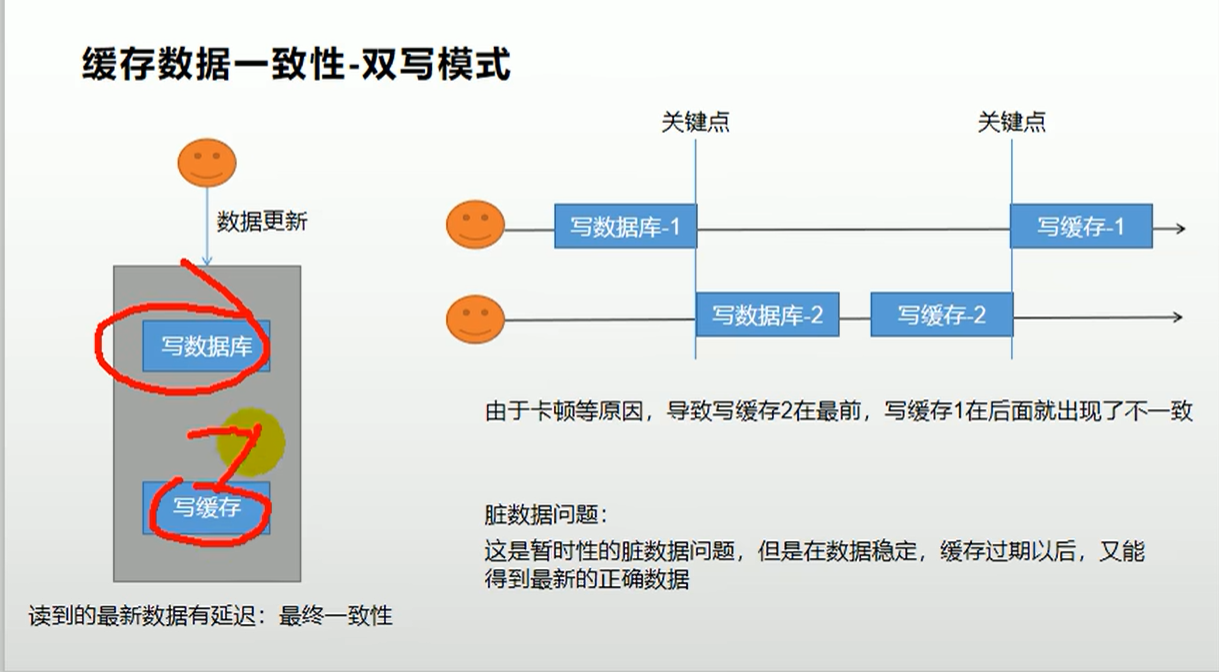 缓存数据一致性-双写模式
数据更新
写数据库
写缓存
读到的最新数据有延迟：最终一致性
关键点
关键点
写数据库-1
写缓存-1
写数据库-2
写缓存-2
由于卡顿等原因，导致写缓存2在最前，写缓存1在后面就出现了不一致
脏数据问题：
这是暂时性的脏数据问题，但是在数据稳定，缓存过期以后，又能
得到最新的正确数据